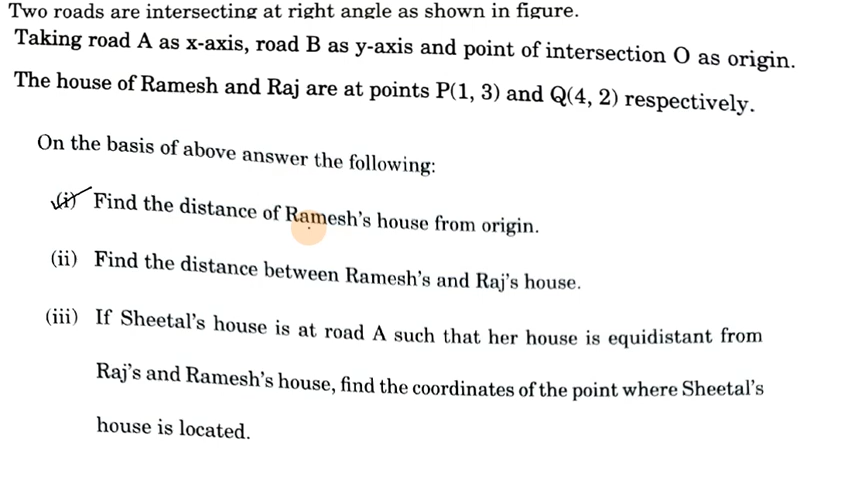 Two roads are intersecting at right angle as shown in figure.
Taking road A as x-axis, road B as y-axis and point of intersection O as origin.
The house of Ramesh and Raj are at points P(1, 3) and Q(4, 2) respectively.
On the basis of above answer the following:
(i) Find the distance of Ramesh's house from origin.
(ii) Find the distance between Ramesh's and Raj's house.
(iii) If Sheetal's house is at road A such that her house is equidistant from
Raj's and Ramesh's house, find the coordinates of the point where Sheetal's
house is located.